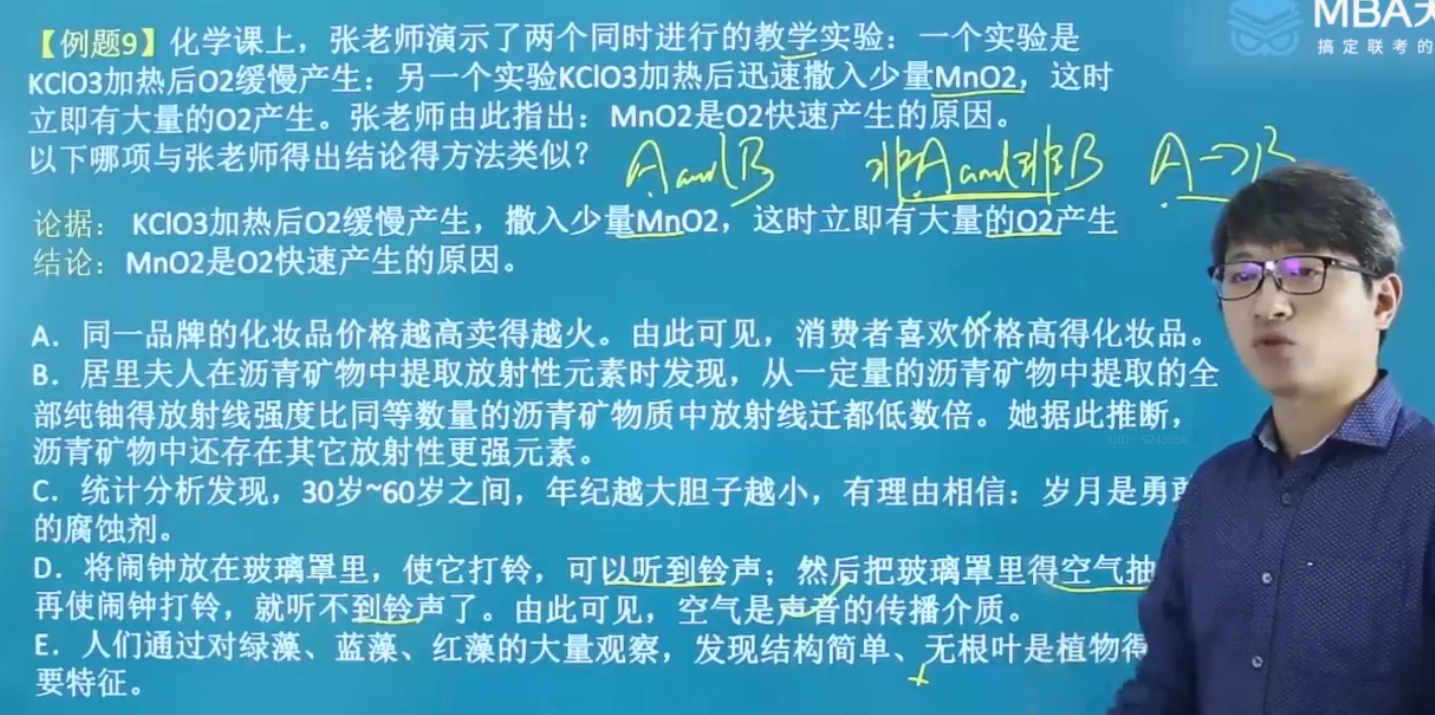 MBA大
搞定联考的
【例题9】化学课上，张老师演示了两个同时进行的教学实验：一个实验是
KClO3加热后O2缓慢产生：另一个实验KClO3加热后迅速撒入少量MnO2，这时
立即有大量的O2产生。张老师由此指出：MnO2是O2快速产生的原因。
以下哪项与张老师得出结论得方法类似？
A and B 非A and 非B A→B
论据： KClO3加热后O2缓慢产生，撒入少量MnO2，这时立即有大量的O2产生
结论：MnO2是O2快速产生的原因。
A. 同一品牌的化妆品价格越高卖得越火。由此可见，消费者喜欢价格高得化妆品。
B. 居里夫人在沥青矿物中提取放射性元素时发现，从一定量的沥青矿物中提取的全
部纯铀得放射线强度比同等数量的沥青矿物质中放射线迁都低数倍。她据此推断，
沥青矿物中还存在其它放射性更强元素。
UID: 5243556
C. 统计分析发现，30岁~60岁之间，年纪越大胆子越小，有理由相信：岁月是勇
的腐蚀剂。
D. 将闹钟放在玻璃罩里，使它打铃，可以听到铃声；然后把玻璃罩里得空气抽
再使闹钟打铃，就听不到铃声了。由此可见，空气是声音的传播介质。
E. 人们通过对绿藻、蓝藻、红藻的大量观察，发现结构简单、无根叶是植物得
要特征。